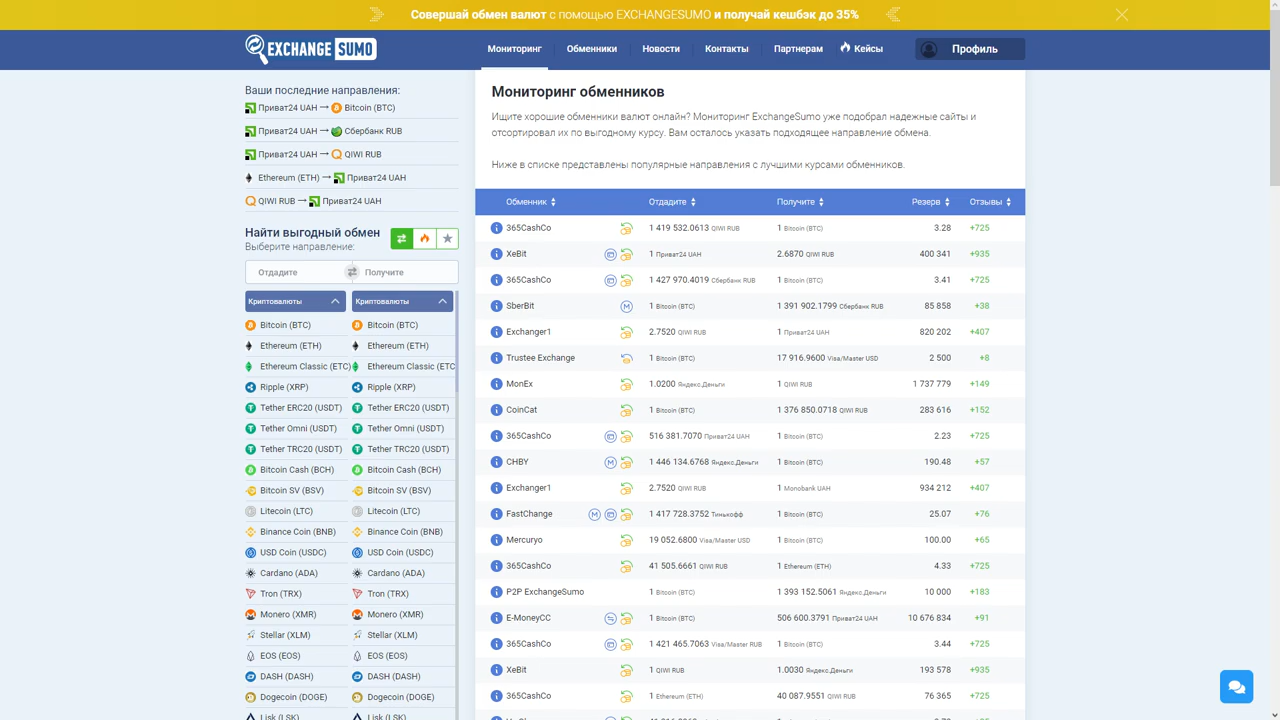 Совершай обмен валют с помощью EXCHANGESUMO и получай кешбэк до 35%
EXCHANGE SUMO
Мониторинг Обменники Новости Контакты Партнерам Кейсы Профиль
Ваши последние направления:
Приват24 UAH → Bitcoin (BTC)
Приват24 UAH → Сбербанк RUB
Приват24 UAH → QIWI RUB
Ethereum (ETH) → Приват24 UAH
QIWI RUB → Приват24 UAH
Найти выгодный обмен
Выберите направление:
Отдадите Получите
Криптовалюты Криптовалюты
Bitcoin (BTC) Bitcoin (BTC)
Ethereum (ETH) Ethereum (ETH)
Ethereum Classic (ETC) Ethereum Classic (ETC
Ripple (XRP) Ripple (XRP)
Tether ERC20 (USDT) Tether ERC20 (USDT)
Tether Omni (USDT) Tether Omni (USDT)
Tether TRC20 (USDT) Tether TRC20 (USDT)
Bitcoin Cash (BCH) Bitcoin Cash (BCH)
Bitcoin SV (BSV) Bitcoin SV (BSV)
Litecoin (LTC) Litecoin (LTC)
Binance Coin (BNB) Binance Coin (BNB)
USD Coin (USDC) USD Coin (USDC)
Cardano (ADA) Cardano (ADA)
Tron (TRX) Tron (TRX)
Monero (XMR) Monero (XMR)
Stellar (XLM) Stellar (XLM)
EOS (EOS) EOS (EOS)
DASH (DASH) DASH (DASH)
Dogecoin (DOGE) Dogecoin (DOGE)
Lisk (LSK) Lisk (LSK)
Мониторинг обменников
Ищите хорошие обменники валют онлайн? Мониторинг ExchangeSumo уже подобрал надежные сайты и
отсортировал их по выгодному курсу. Вам осталось указать подходящее направление обмена.
Ниже в списке представлены популярные направления с лучшими курсами обменников.
Обменник Отдадите Получите Резерв Отзывы
365CashCo 1 419 532.0613 QIWI RUB 1 Bitcoin (BTC) 3.28 +725
XeBit 1 Приват24 UAH 2.6870 QIWI RUB 400 341 +935
365CashCo 1 427 970.4019 Сбербанк RUB 1 Bitcoin (BTC) 3.41 +725
SberBit M 1 Bitcoin (BTC) 1 391 902.1799 Сбербанк RUB 85 858 +38
Exchanger1 2.7520 QIWI RUB 1 Приват24 UAH 820 202 +407
Trustee Exchange 1 Bitcoin (BTC) 17 916.9600 Visa/Master USD 2 500 +8
MonEx 1.0200 Яндекс.Деньги 1 QIWI RUB 1 737 779 +149
CoinCat 1 Bitcoin (BTC) 1 376 850.0718 QIWI RUB 283 616 +152
365CashCo 516 381.7070 Приват24 UAH 1 Bitcoin (BTC) 2.23 +725
CHBY M 1 446 134.6768 Яндекс.Деньги 1 Bitcoin (BTC) 190.48 +57
Exchanger1 2.7520 QIWI RUB 1 Monobank UAH 934 212 +407
FastChange M 1 417 728.3752 Тинькофф 1 Bitcoin (BTC) 25.07 +76
Mercuryo 19 052.6800 Visa/Master USD 1 Bitcoin (BTC) 100.00 +65
365CashCo 41 505.6661 QIWI RUB 1 Ethereum (ETH) 4.33 +725
P2P ExchangeSumo 1 Bitcoin (BTC) 1 393 152.5061 Яндекс.Деньги 10 000 +183
E-MoneyCC 1 Bitcoin (BTC) 506 600.3791 Приват24 UAH 10 676 834 +91
365CashCo 1 421 465.7063 Visa/Master RUB 1 Bitcoin (BTC) 3.44 +725
XeBit 1 QIWI RUB 1.0030 Яндекс.Деньги 193 578 +935
365CashCo 1 Ethereum (ETH) 40 087.9551 QIWI RUB 76 365 +725